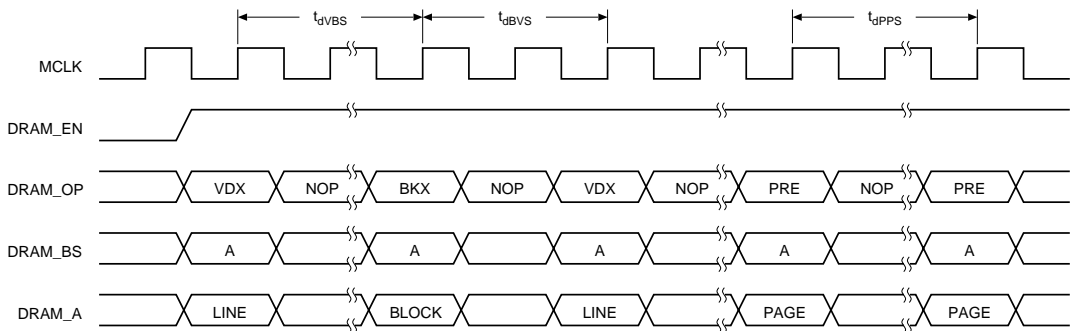 tdVBS tdBVS tdPPS
MCLK
DRAM_EN
DRAM_OP VDX NOP BKX NOP VDX NOP PRE NOP PRE
DRAM_BS A A A A A
DRAM_A LINE BLOCK LINE PAGE PAGE